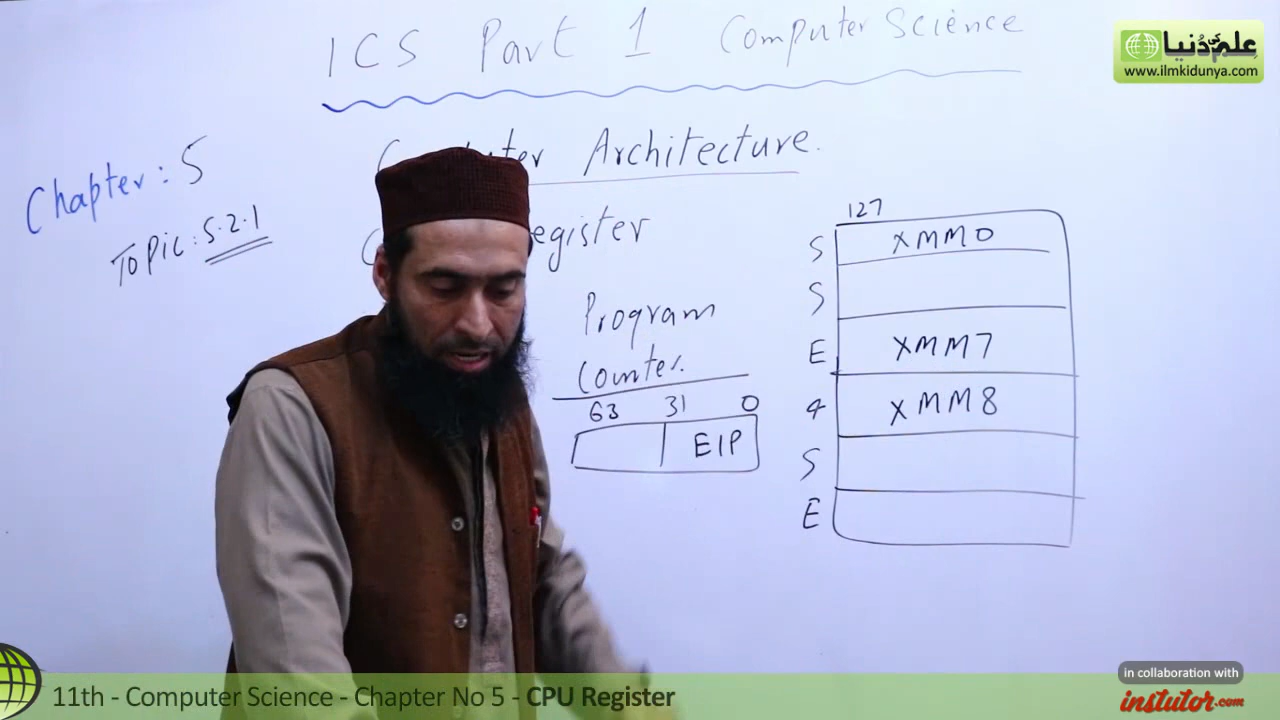 ICS Part 1 Computer Science
علم کی دُنیا
www.ilmkidunya.com
Architecture.
Chapter: 5
Topic: 5.2.1
Register
Program
Counter.
63 31 0
EIP
127
S XMM0
S
E XMM7
4 XMM8
S
E
11th - Computer Science - Chapter No 5 - CPU Register
in collaboration with
instutor.com